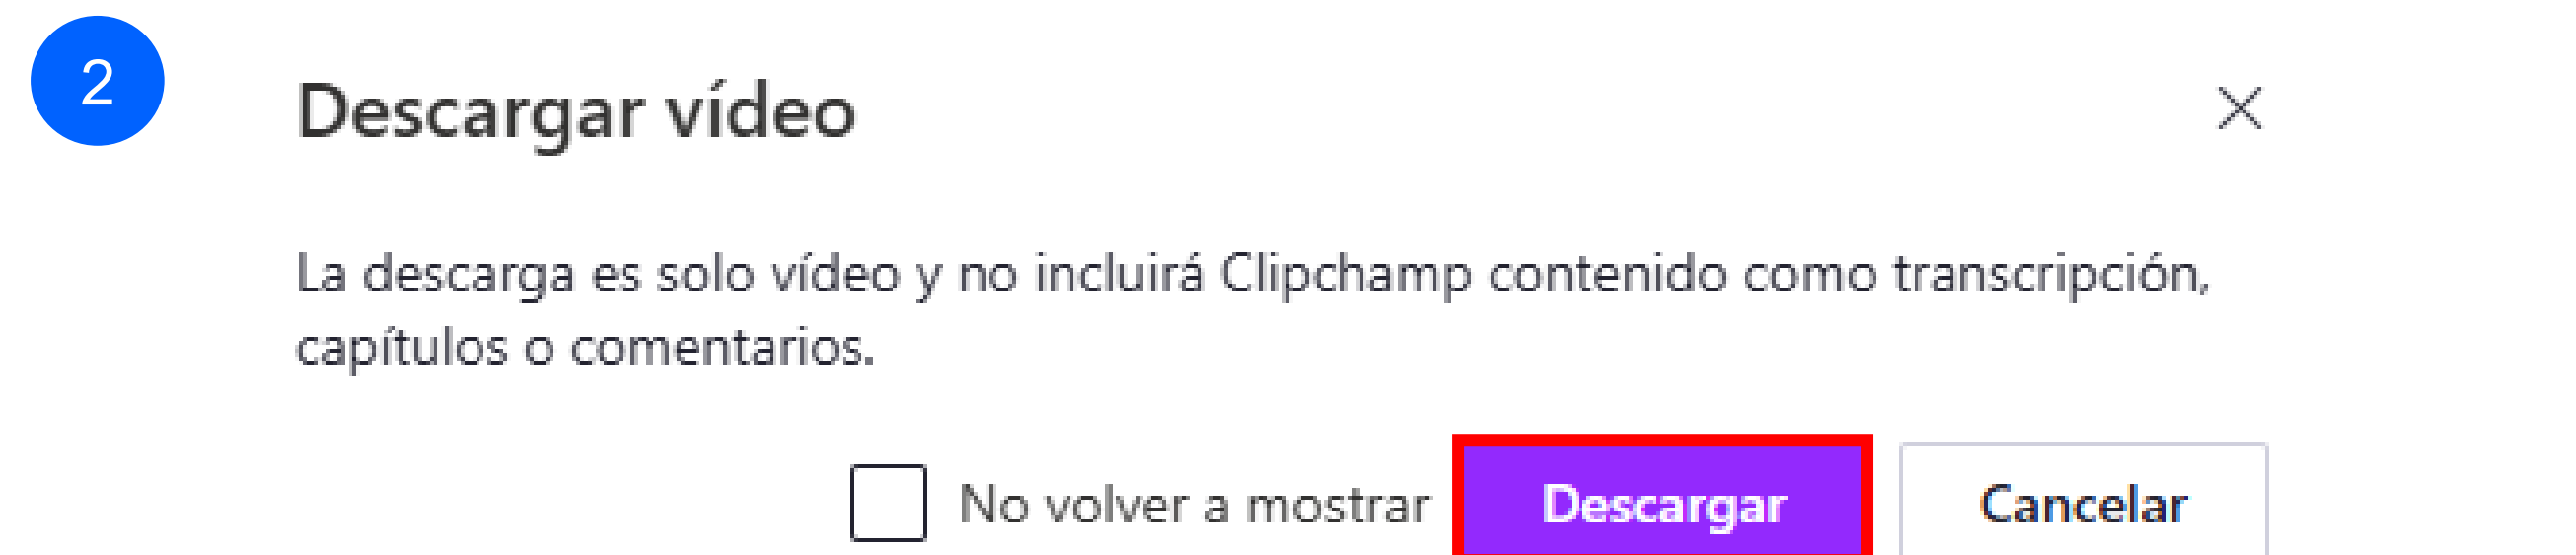 2
Descargar vídeo
La descarga es solo vídeo y no incluirá Clipchamp contenido como transcripción,
capítulos o comentarios.
No volver a mostrar Descargar Cancelar